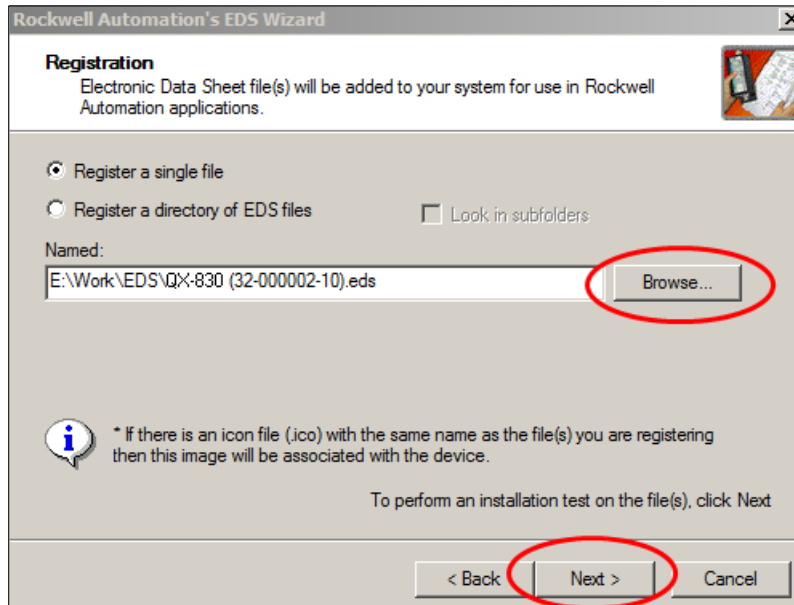 Rockwell Automation's EDS Wizard
Registration
Electronic Data Sheet file(s) will be added to your system for use in Rockwell
Automation applications.
Register a single file
Register a directory of EDS files
Look in subfolders
Named:
E:\Work\EDS\QX-830 (32-000002-10).eds
Browse...
* If there is an icon file (.ico) with the same name as the file(s) you are registering
then this image will be associated with the device.
To perform an installation test on the file(s), click Next
< Back
Next >
Cancel